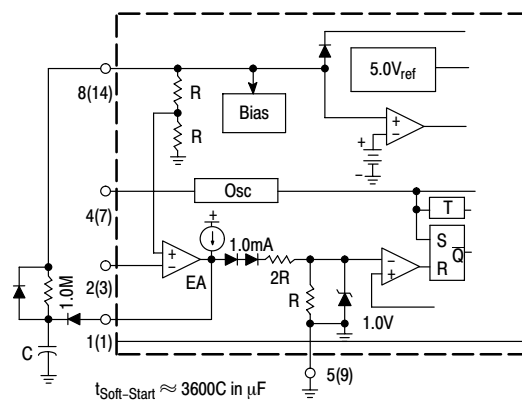 5.0Vref
8(14)
R
Bias
+
R
−
+
−
4(7)
Osc
T
+
1.0mA
S
Q
+
−
EA
2R
−
+
R
2(3)
1.0M
R
1.0V
1(1)
C
5(9)
tSoft–Start ≈ 3600C in µF